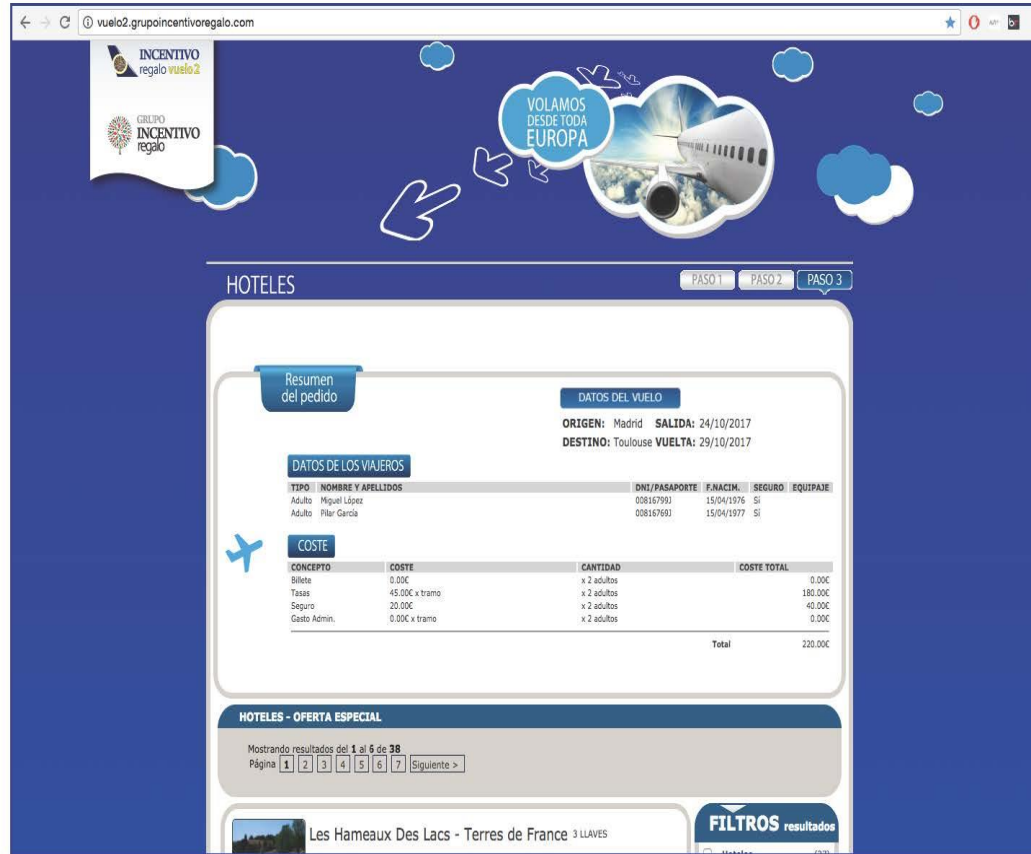 vuelo2.grupoincentivoregalo.com
INCENTIVO
regalo vuelo2
GRUPO
INCENTIVO
regalo
VOLAMOS
DESDE TODA
EUROPA
HOTELES
PASO 1 PASO 2 PASO 3
Resumen
del pedido
DATOS DEL VUELO
ORIGEN: Madrid SALIDA: 24/10/2017
DESTINO: Toulouse VUELTA: 29/10/2017
DATOS DE LOS VIAJEROS
TIPO NOMBRE Y APELLIDOS DNI/PASAPORTE F.NACIM. SEGURO EQUIPAJE
Adulto Miguel López 00816799J 15/04/1976 Sí
Adulto Pilar García 00816769J 15/04/1977 Sí
COSTE
CONCEPTO COSTE CANTIDAD COSTE TOTAL
Billete 0.00€ x 2 adultos 0.00€
Tasas 45.00€ x tramo x 2 adultos 180.00€
Seguro 20.00€ x 2 adultos 40.00€
Gasto Admin. 0.00€ x tramo x 2 adultos 0.00€
Total 220.00€
HOTELES - OFERTA ESPECIAL
Mostrando resultados del 1 al 6 de 38
Página 1 2 3 4 5 6 7 Siguiente >
Les Hameaux Des Lacs - Terres de France 3 LLAVES
FILTROS resultados